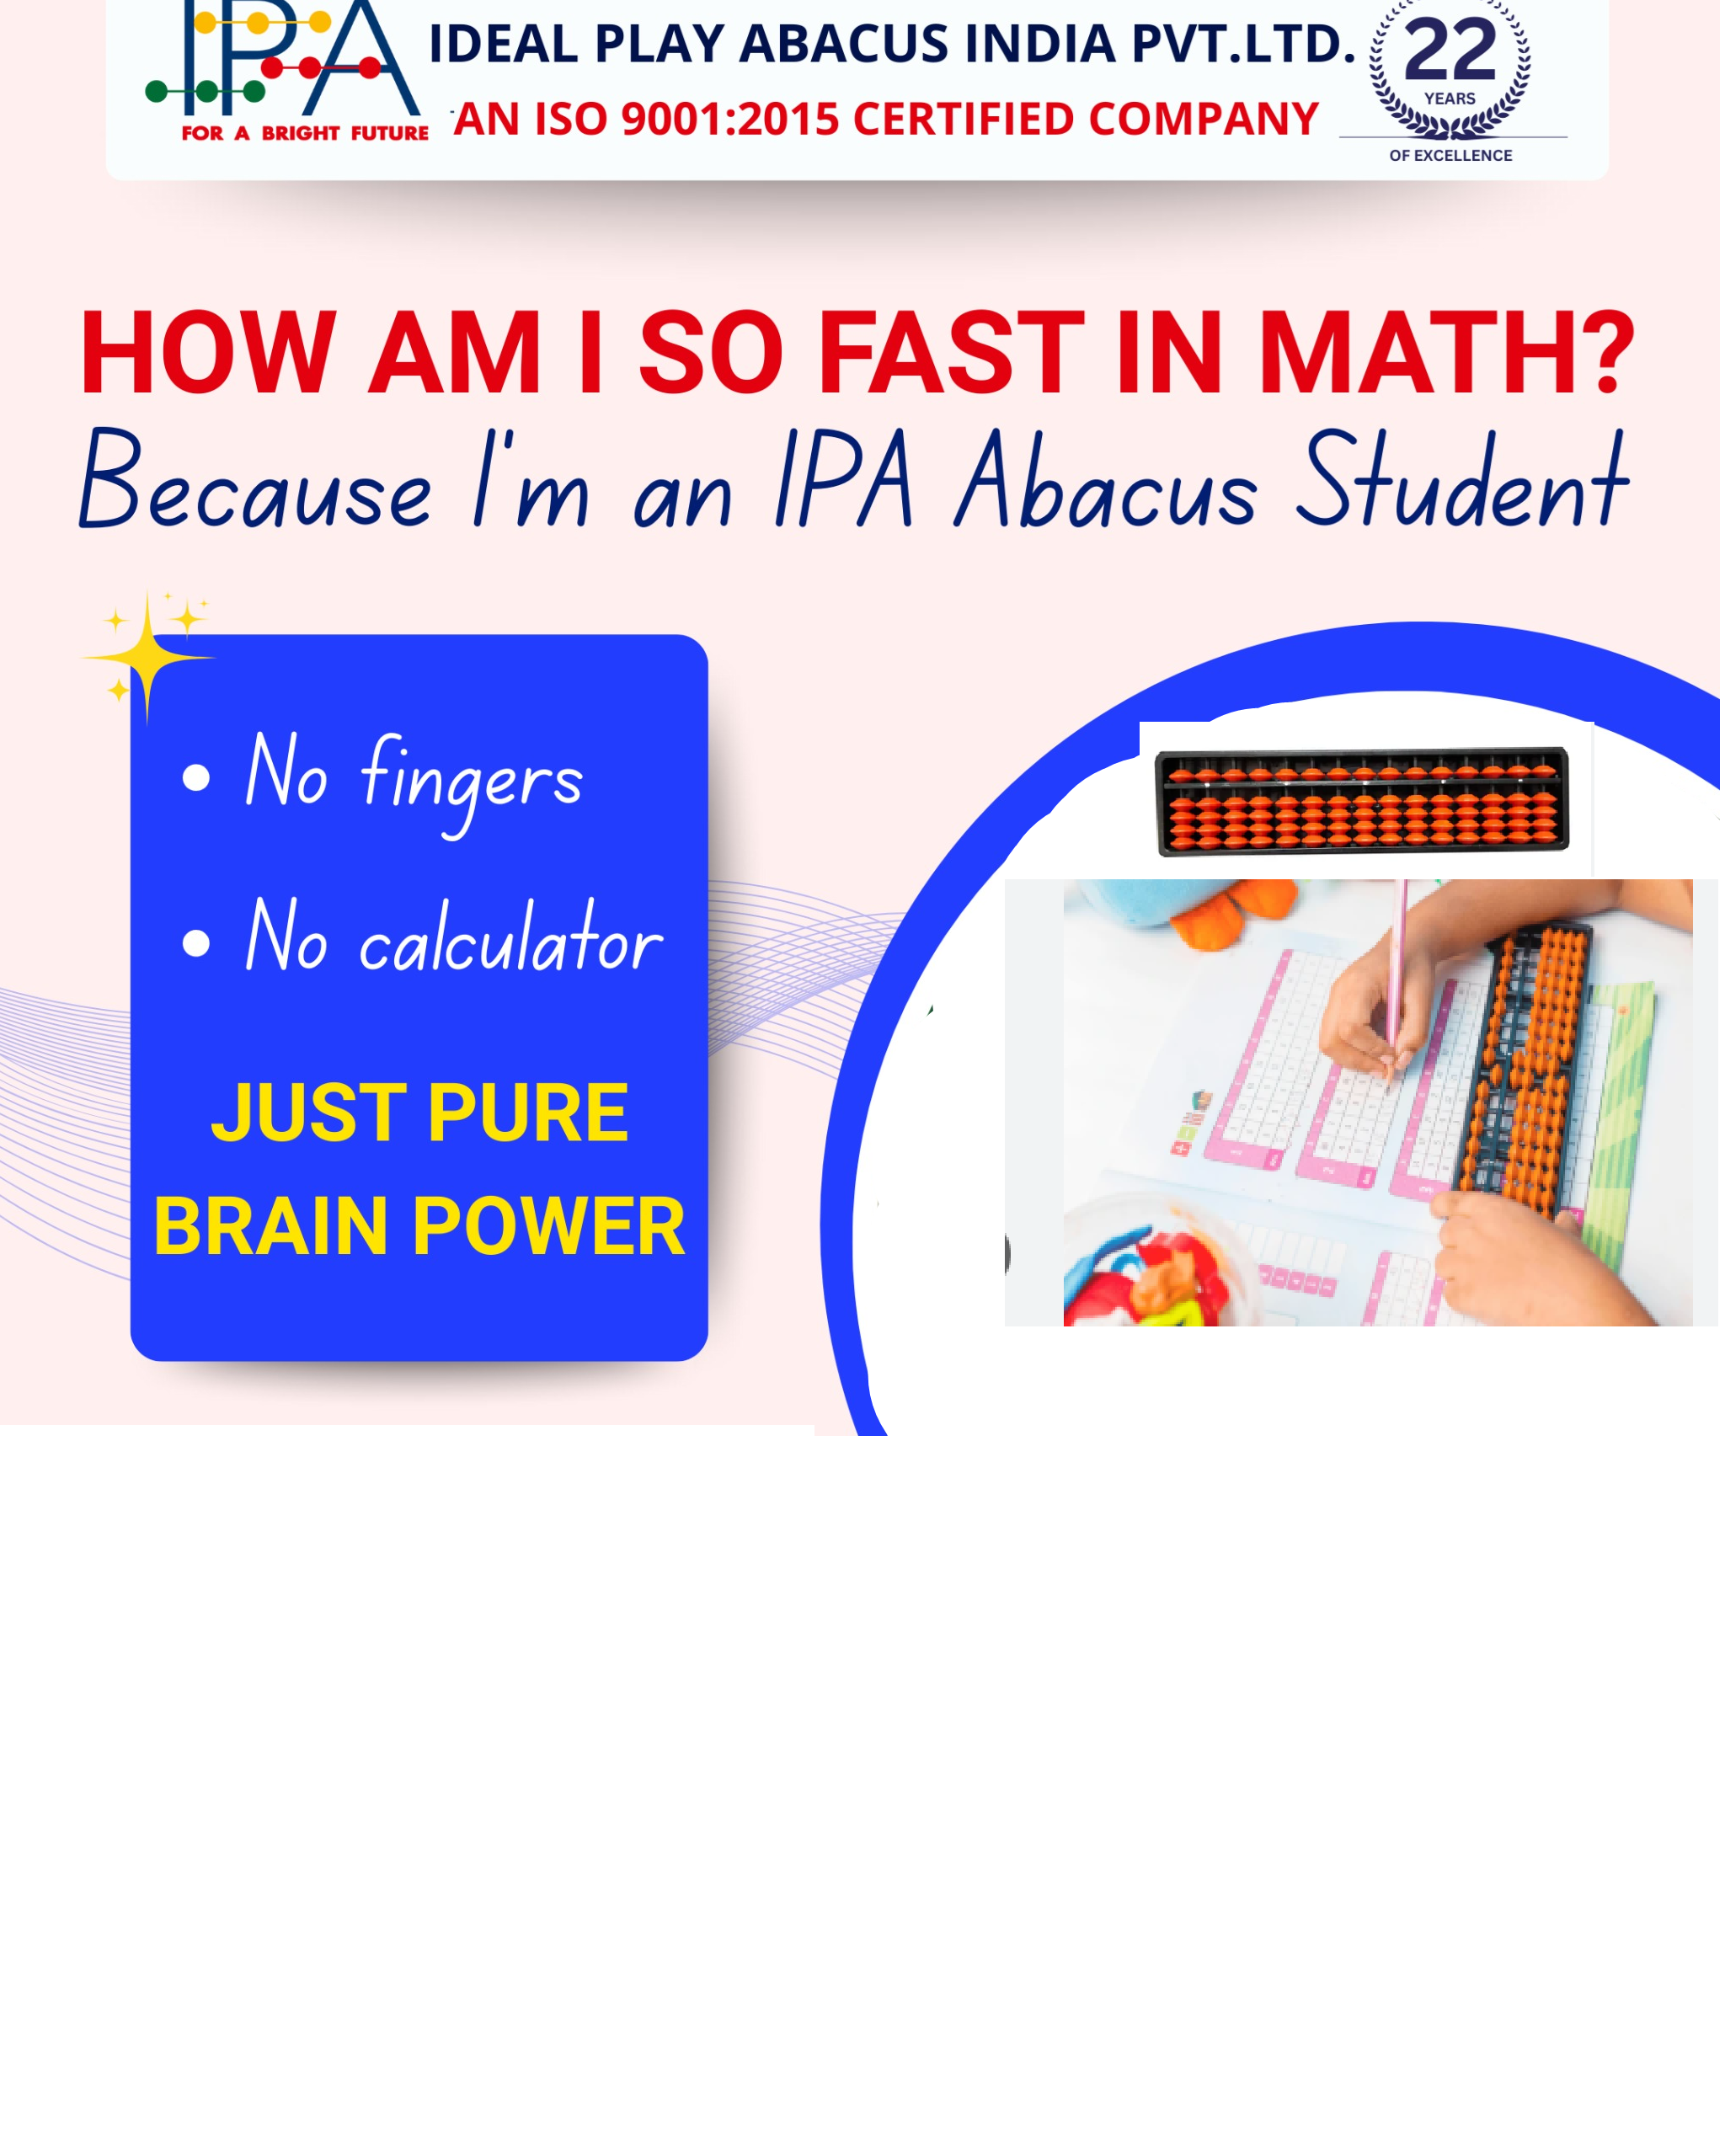 IPA
FOR A BRIGHT FUTURE
IDEAL PLAY ABACUS INDIA PVT.LTD.
AN ISO 9001:2015 CERTIFIED COMPANY
22
YEARS
OF EXCELLENCE
HOW AM I SO FAST IN MATH?
Because I'm an IPA Abacus Student
• No fingers
• No calculator
JUST PURE
BRAIN POWER